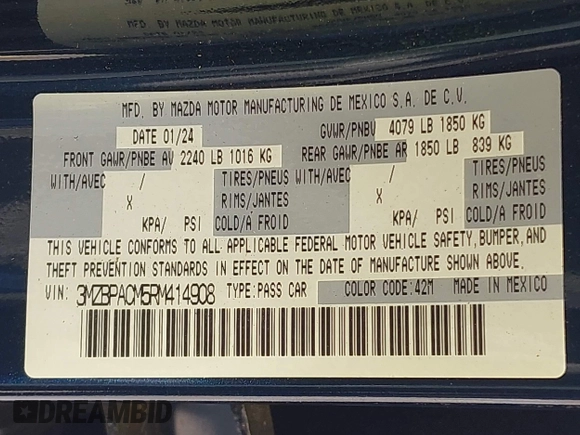 MFD. BY MAZDA MOTOR MANUFACTURING DE MEXICO S.A. DE C.V.
DATE 01/24 GVWR/PNBV 4079 LB 1850 KG
FRONT GAWR/PNBE AV 2240 LB 1016 KG REAR GAWR/PNBE AR 1850 LB 839 KG
WITH/AVEC / TIRES/PNEUS WITH/AVEC / TIRES/PNEUS
X RIMS/JANTES X RIMS/JANTES
KPA/ PSI COLD/A FROID KPA/ PSI COLD/A FROID
THIS VEHICLE CONFORMS TO ALL APPLICABLE FEDERAL MOTOR VEHICLE SAFETY, BUMPER, AND
THEFT PREVENTION STANDARDS IN EFFECT ON THE DATE OF MANUFACTURE SHOWN ABOVE.
VIN: 3MZBPACM5RM414908 TYPE:PASS CAR COLOR CODE:42M MADE IN MEXICO
DREAMBID